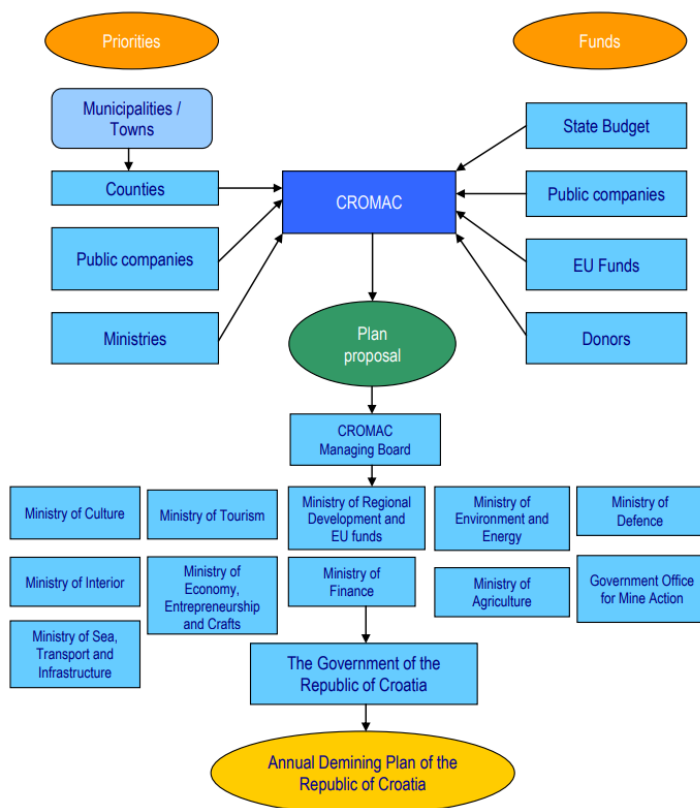 Priorities
Funds
Municipalities /
Towns
Counties
Public companies
Ministries
CROMAC
State Budget
Public companies
EU Funds
Donors
Plan
proposal
CROMAC
Managing Board
Ministry of Culture
Ministry of Tourism
Ministry of Regional
Development and
EU funds
Ministry of
Environment and
Energy
Ministry of
Defence
Ministry of Interior
Ministry of
Economy,
Entrepreneurship
and Crafts
Ministry of
Finance
Ministry of
Agriculture
Government Office
for Mine Action
Ministry of Sea,
Transport and
Infrastructure
The Government of the
Republic of Croatia
Annual Demining Plan of the
Republic of Croatia